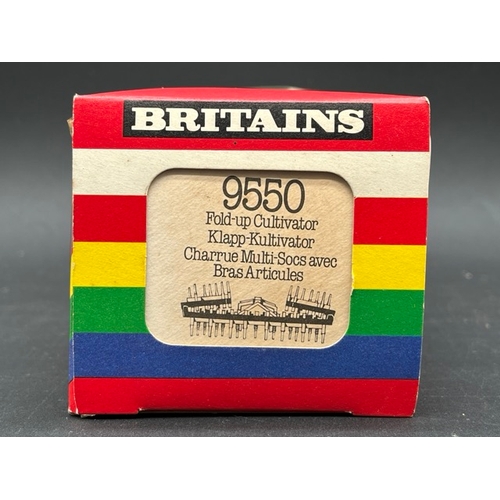 BRITAINS
9550
Fold-up Cultivator
Klapp-Kultivator
Charrue Multi-Socs avec
Bras Articules